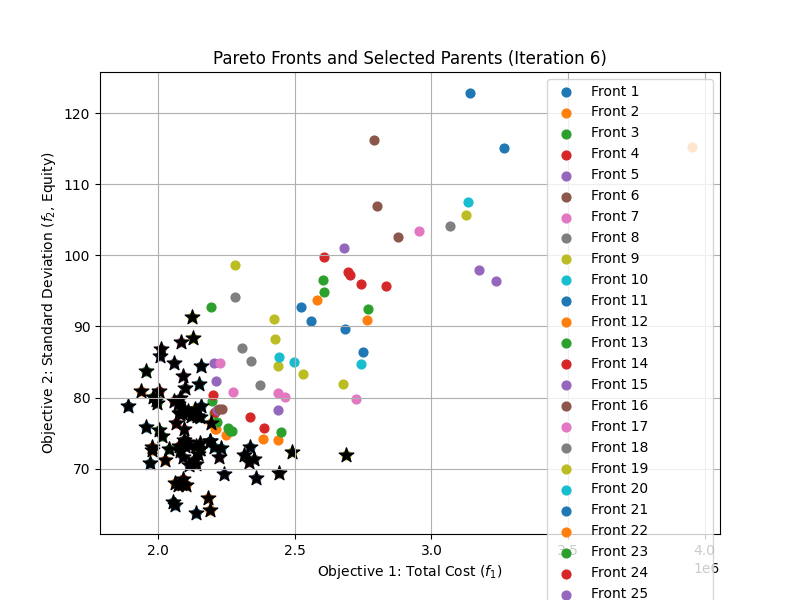 Pareto Fronts and Selected Parents (Iteration 6)
Objective 2: Standard Deviation (f₂, Equity)
120
110
100
90
80
70
2.0
2.5
3.0
3.5
4.0
1e6
Objective 1: Total Cost (f₁)
Front 1
Front 2
Front 3
Front 4
Front 5
Front 6
Front 7
Front 8
Front 9
Front 10
Front 11
Front 12
Front 13
Front 14
Front 15
Front 16
Front 17
Front 18
Front 19
Front 20
Front 21
Front 22
Front 23
Front 24
Front 25